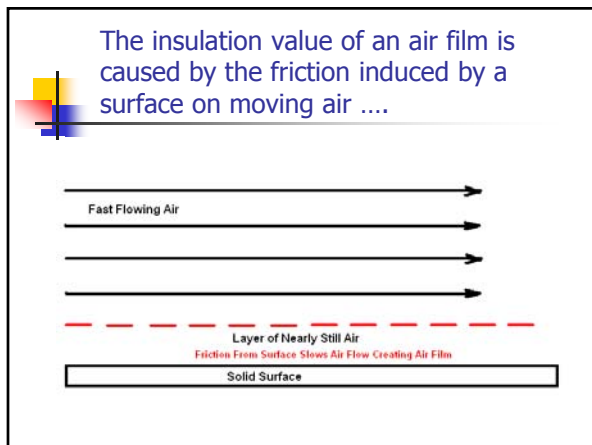 The insulation value of an air film is
caused by the friction induced by a
surface on moving air ….
Fast Flowing Air
Layer of Nearly Still Air
Friction From Surface Slows Air Flow Creating Air Film
Solid Surface